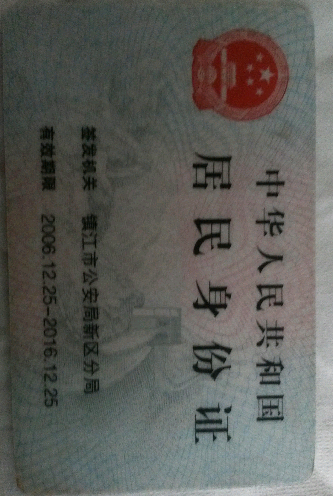 中华人民共和国
居民身份证
签发机关 镇江市公安局新区分局
有效期限 2006.12.25-2016.12.25